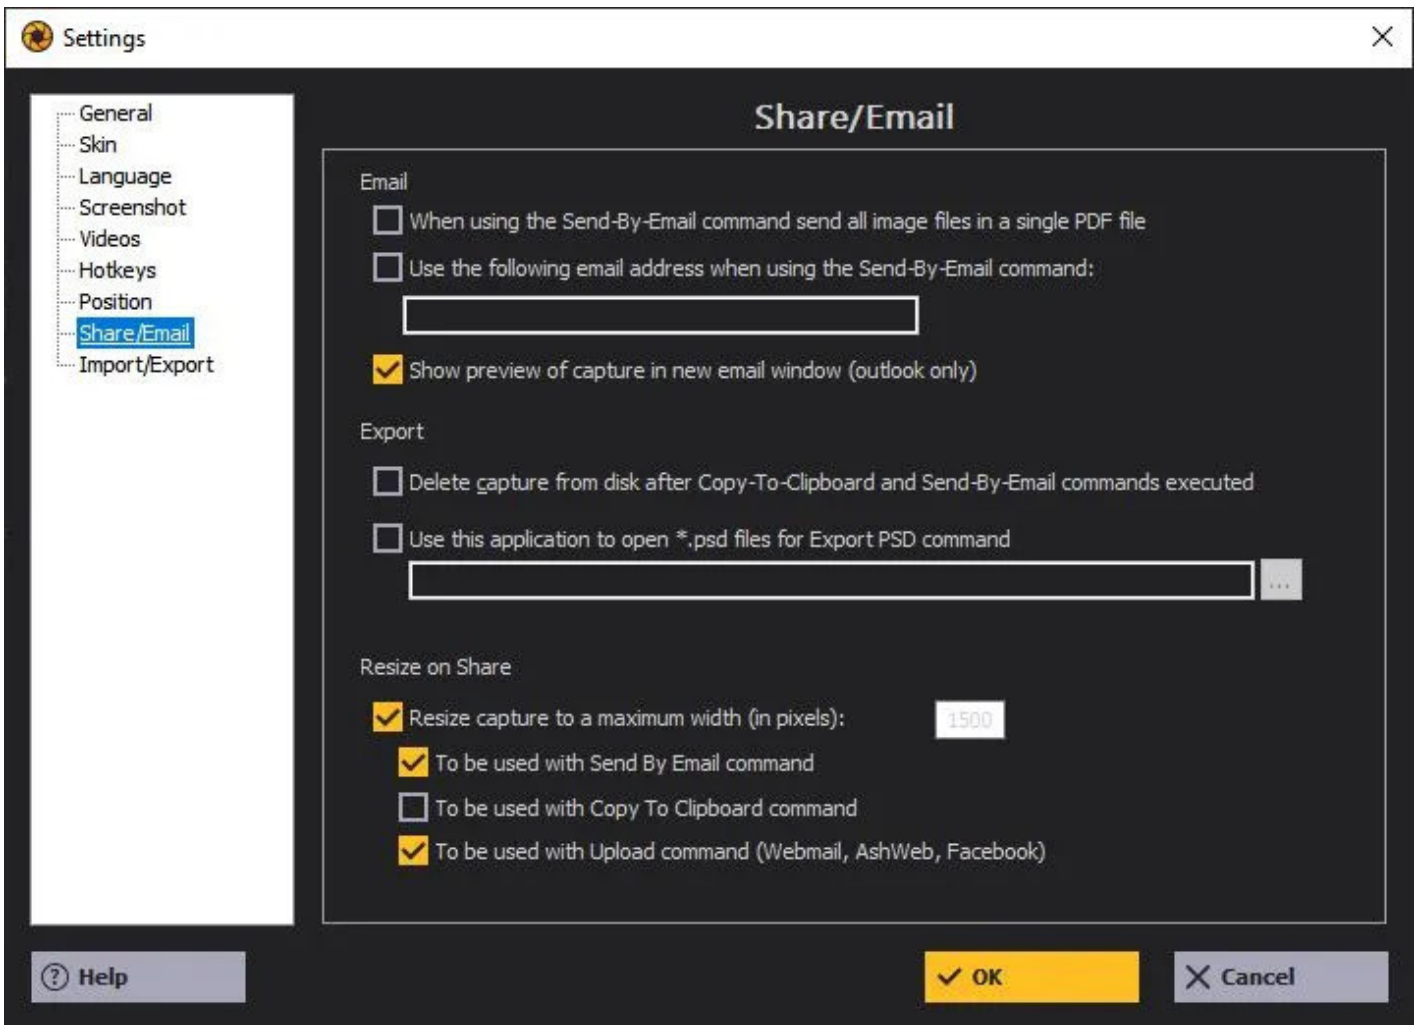 Settings
General
Skin
Language
Screenshot
Videos
Hotkeys
Position
Share/Email
Import/Export
Share/Email
Email
When using the Send-By-Email command send all image files in a single PDF file
Use the following email address when using the Send-By-Email command:
Show preview of capture in new email window (outlook only)
Export
Delete capture from disk after Copy-To-Clipboard and Send-By-Email commands executed
Use this application to open *.psd files for Export PSD command
...
Resize on Share
Resize capture to a maximum width (in pixels): 1500
To be used with Send By Email command
To be used with Copy To Clipboard command
To be used with Upload command (Webmail, AshWeb, Facebook)
? Help
OK
Cancel